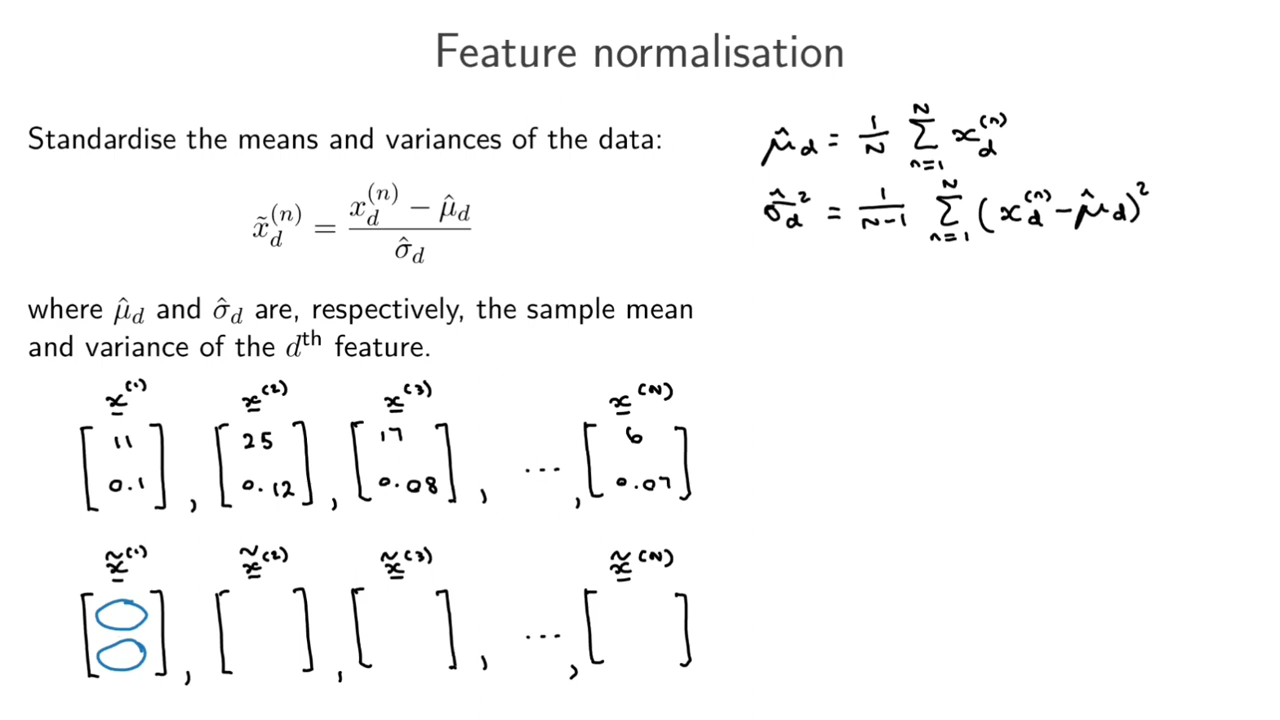 Feature normalisation
Standardise the means and variances of the data:
x̃_d^(n) = (x_d^(n) − μ̂_d) / σ̂_d
where μ̂_d and σ̂_d are, respectively, the sample mean
and variance of the d^th feature.
μ̂_d = 1/N Σ_{n=1}^{N} x_d^(n)
σ̂_d² = 1/(N−1) Σ_{n=1}^{N} (x_d^(n) − μ̂_d)²
x^(1) x^(2) x^(3) x^(N)
[11 0.1], [25 0.12], [17 0.08], ..., [6 0.07]
x̃^(1) x̃^(2) x̃^(3) x̃^(N)
[ ], [ ], [ ], ..., [ ]